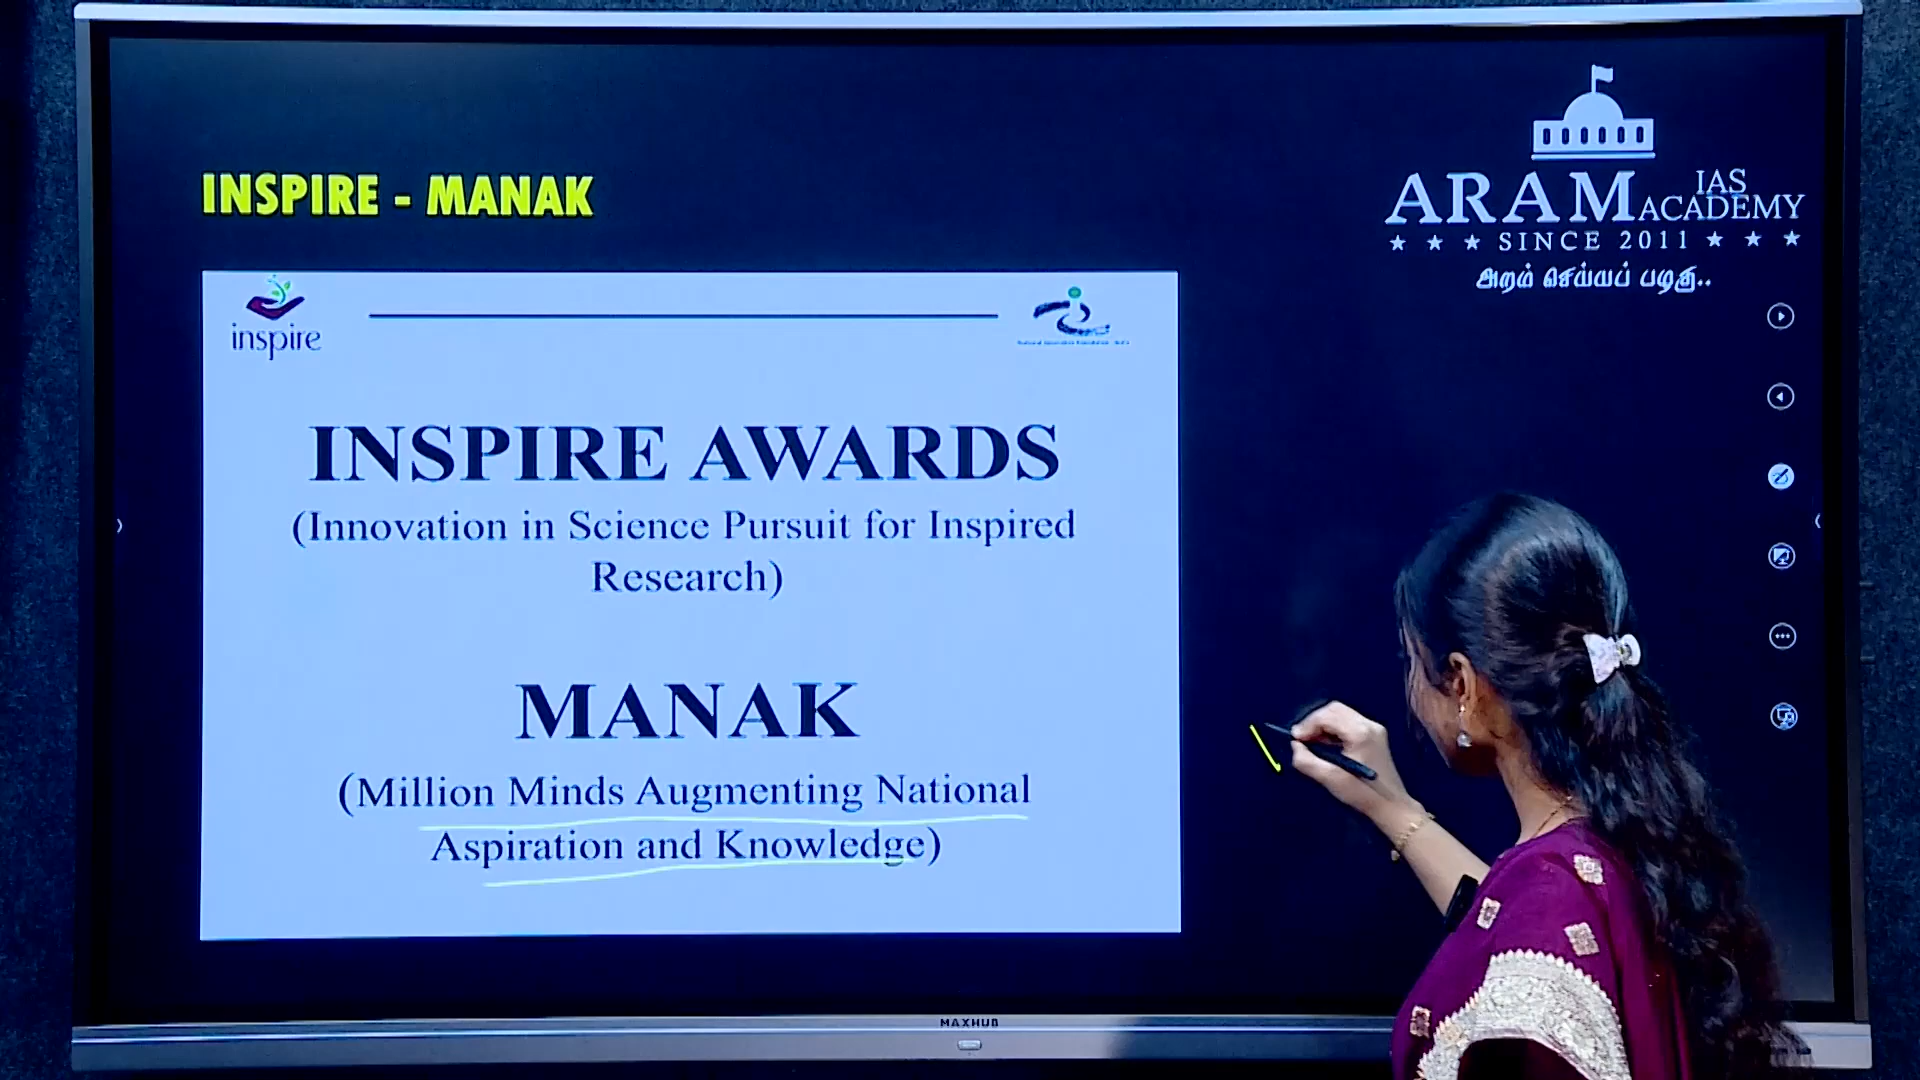 INSPIRE - MANAK
ARAM IAS ACADEMY
SINCE 2011
அறம் செய்யப் பழகு..
inspire
INSPIRE AWARDS
(Innovation in Science Pursuit for Inspired
Research)
MANAK
(Million Minds Augmenting National
Aspiration and Knowledge)
MAXHUB